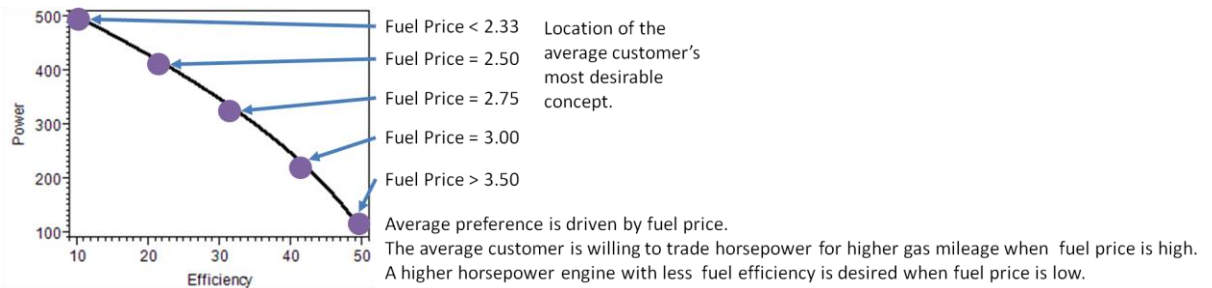 500
400
300
200
100
Power
10
20
30
40
50
Efficiency
Fuel Price < 2.33
Fuel Price = 2.50
Fuel Price = 2.75
Fuel Price = 3.00
Fuel Price > 3.50
Location of the
average customer’s
most desirable
concept.
Average preference is driven by fuel price.
The average customer is willing to trade horsepower for higher gas mileage when fuel price is high.
A higher horsepower engine with less fuel efficiency is desired when fuel price is low.